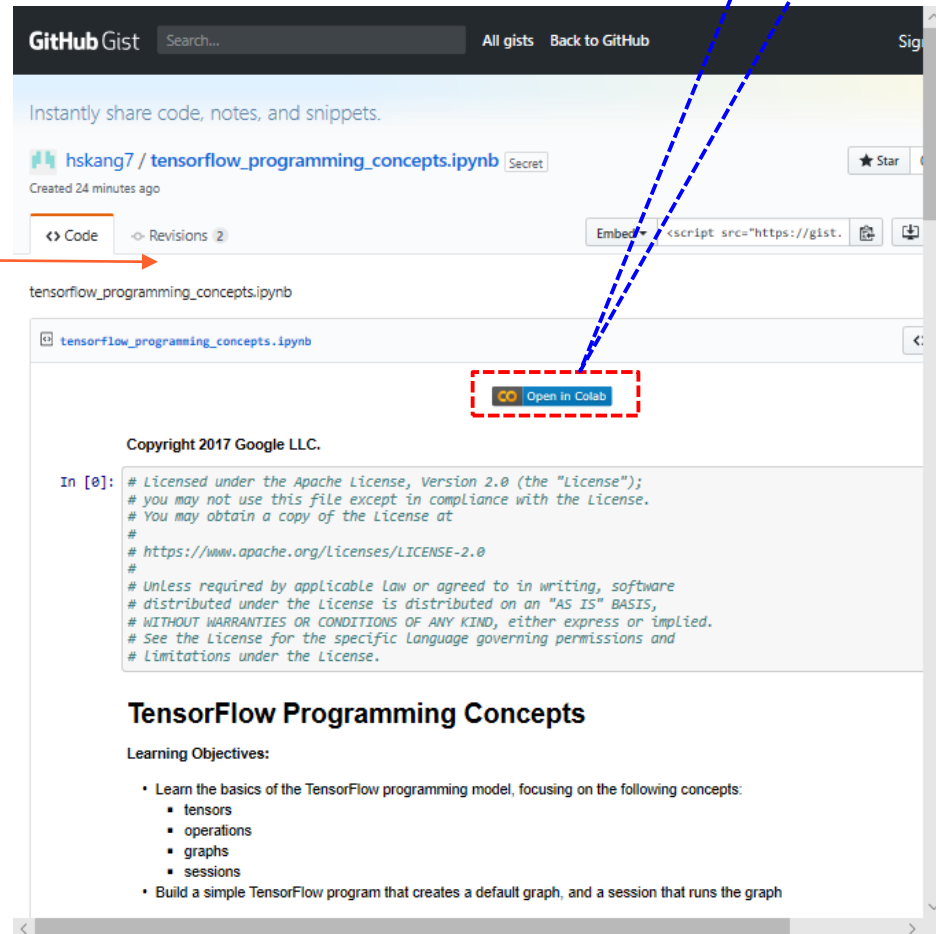 GitHub Gist Search... All gists Back to GitHub
Instantly share code, notes, and snippets.
hskang7 / tensorflow_programming_concepts.ipynb Secret
Star
Created 24 minutes ago
Code Revisions 2 Embed <script src="https://gist.
tensorflow_programming_concepts.ipynb
tensorflow_programming_concepts.ipynb
CO Open in Colab
Copyright 2017 Google LLC.
In [0]: # Licensed under the Apache License, Version 2.0 (the "License");
# you may not use this file except in compliance with the License.
# You may obtain a copy of the License at
#
# https://www.apache.org/licenses/LICENSE-2.0
#
# Unless required by applicable law or agreed to in writing, software
# distributed under the License is distributed on an "AS IS" BASIS,
# WITHOUT WARRANTIES OR CONDITIONS OF ANY KIND, either express or implied.
# See the License for the specific language governing permissions and
# limitations under the License.
TensorFlow Programming Concepts
Learning Objectives:
• Learn the basics of the TensorFlow programming model, focusing on the following concepts:
▪ tensors
▪ operations
▪ graphs
▪ sessions
• Build a simple TensorFlow program that creates a default graph, and a session that runs the graph